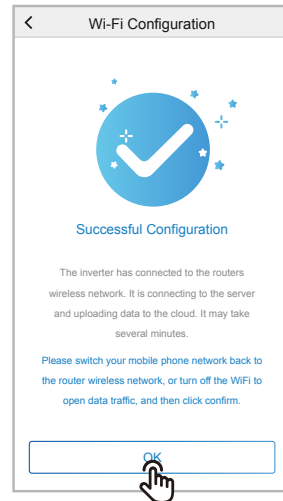 Wi-Fi Configuration
Successful Configuration
The inverter has connected to the routers
wireless network. It is connecting to the server
and uploading data to the cloud. It may take
several minutes.
Please switch your mobile phone network back to
the router wireless network, or turn off the WiFi to
open data traffic, and then click confirm.
OK